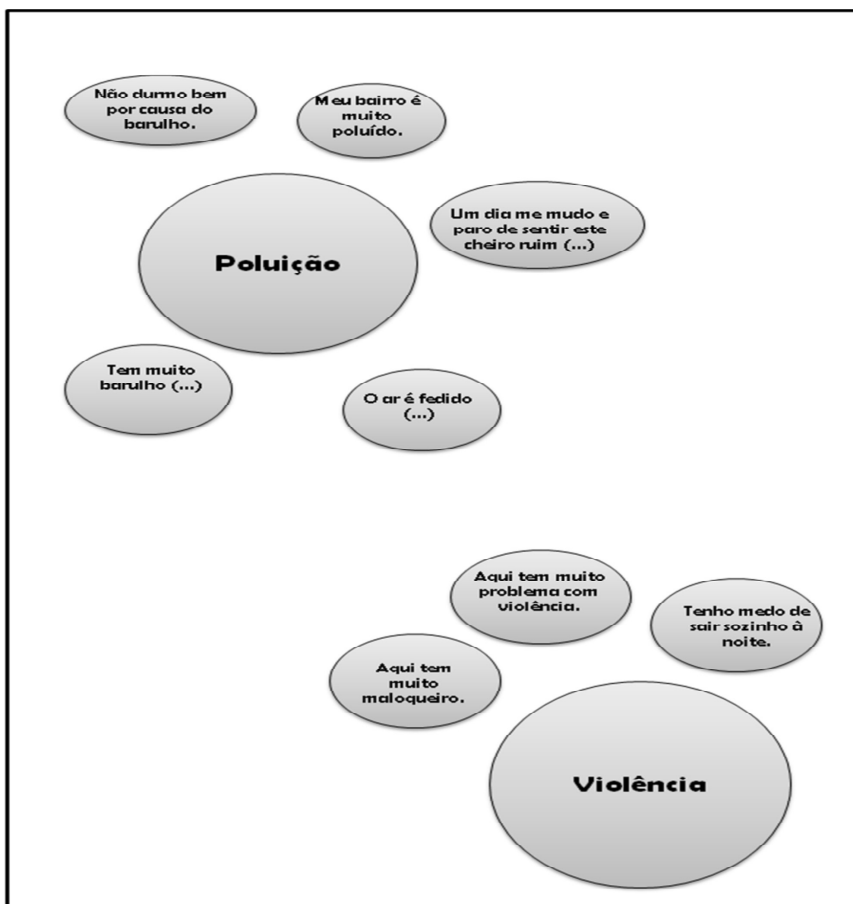 Não durmo bem
por causa do
barulho.
Meu bairro é
muito
poluído.
Um dia me mudo e
paro de sentir este
cheiro ruim (...)
Poluição
Tem muito
barulho (...)
O ar é fedido
(...)
Aqui tem muito
problema com
violência.
Tenho medo de
sair sozinho à
noite.
Aqui tem
muito
maloqueiro.
Violência